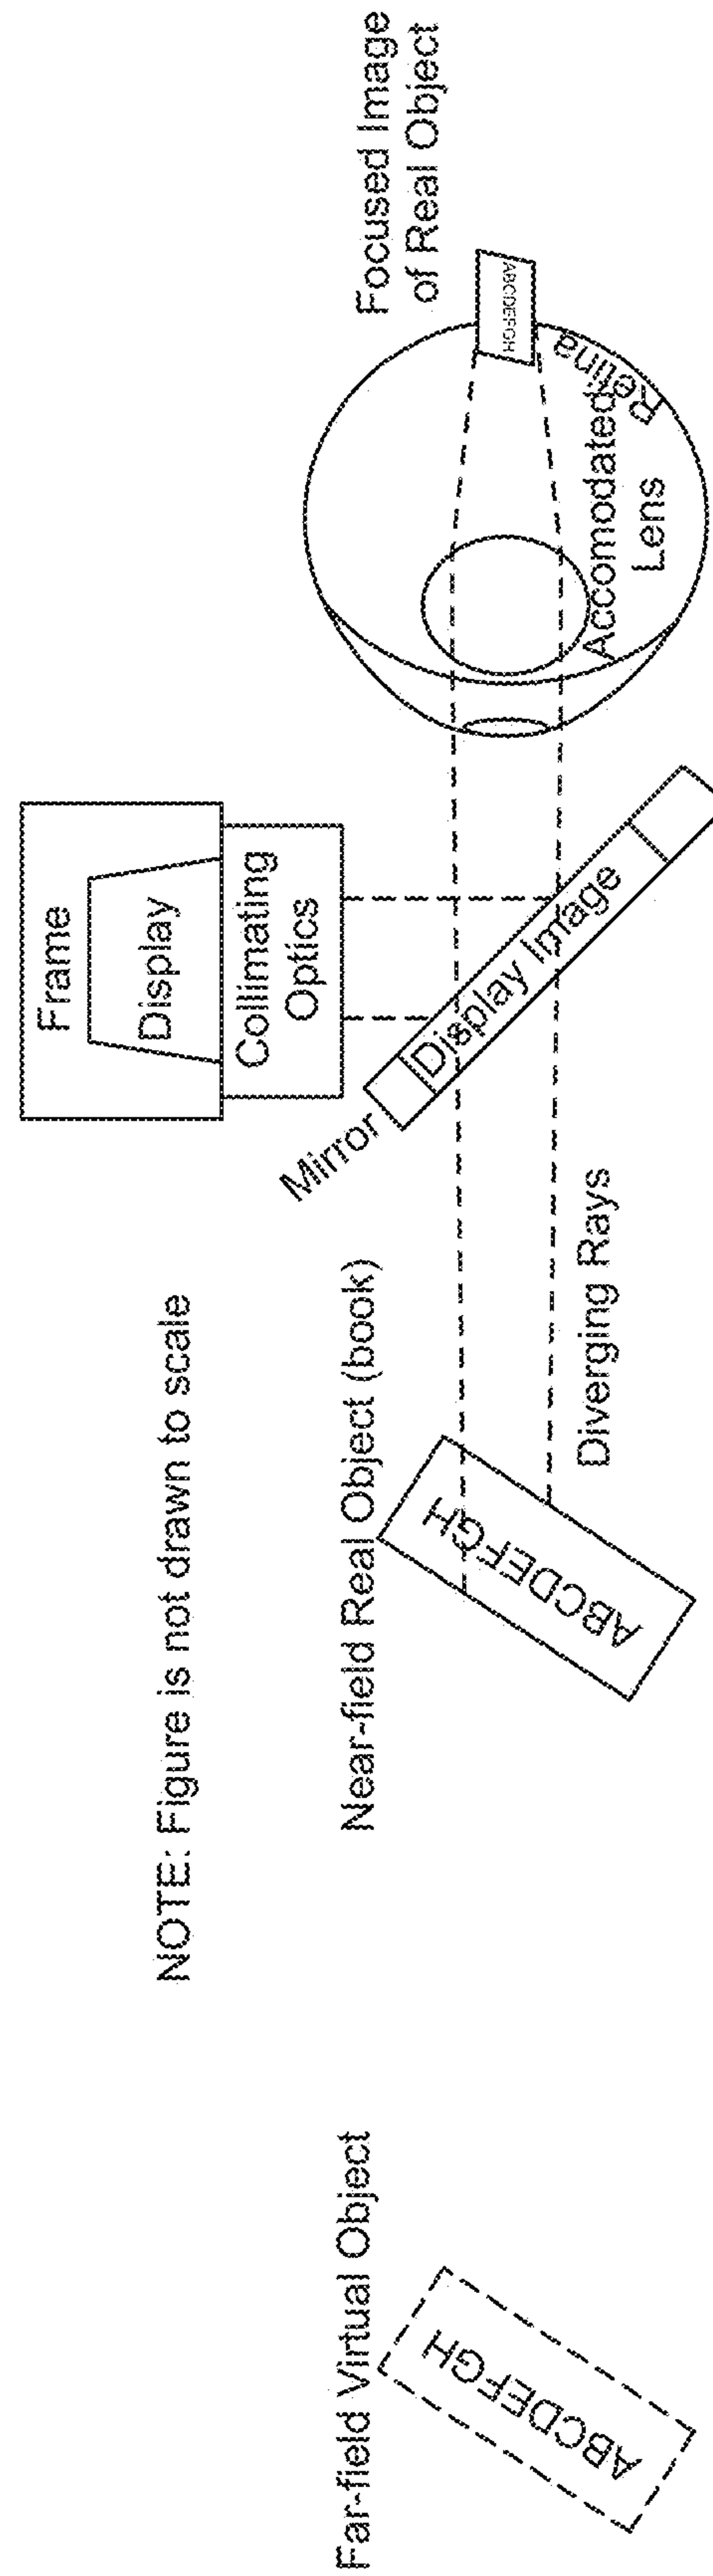 Far-field Virtual Object
ABCDEFGH
NOTE: Figure is not drawn to scale
Near-field Real Object (book)
ABCDEFGH
Diverging Rays
Mirror
Display Image
Frame
Display
Collimating
Optics
Accomodated
Lens
Retina
ABCDEFGH
Focused Image
of Real Object